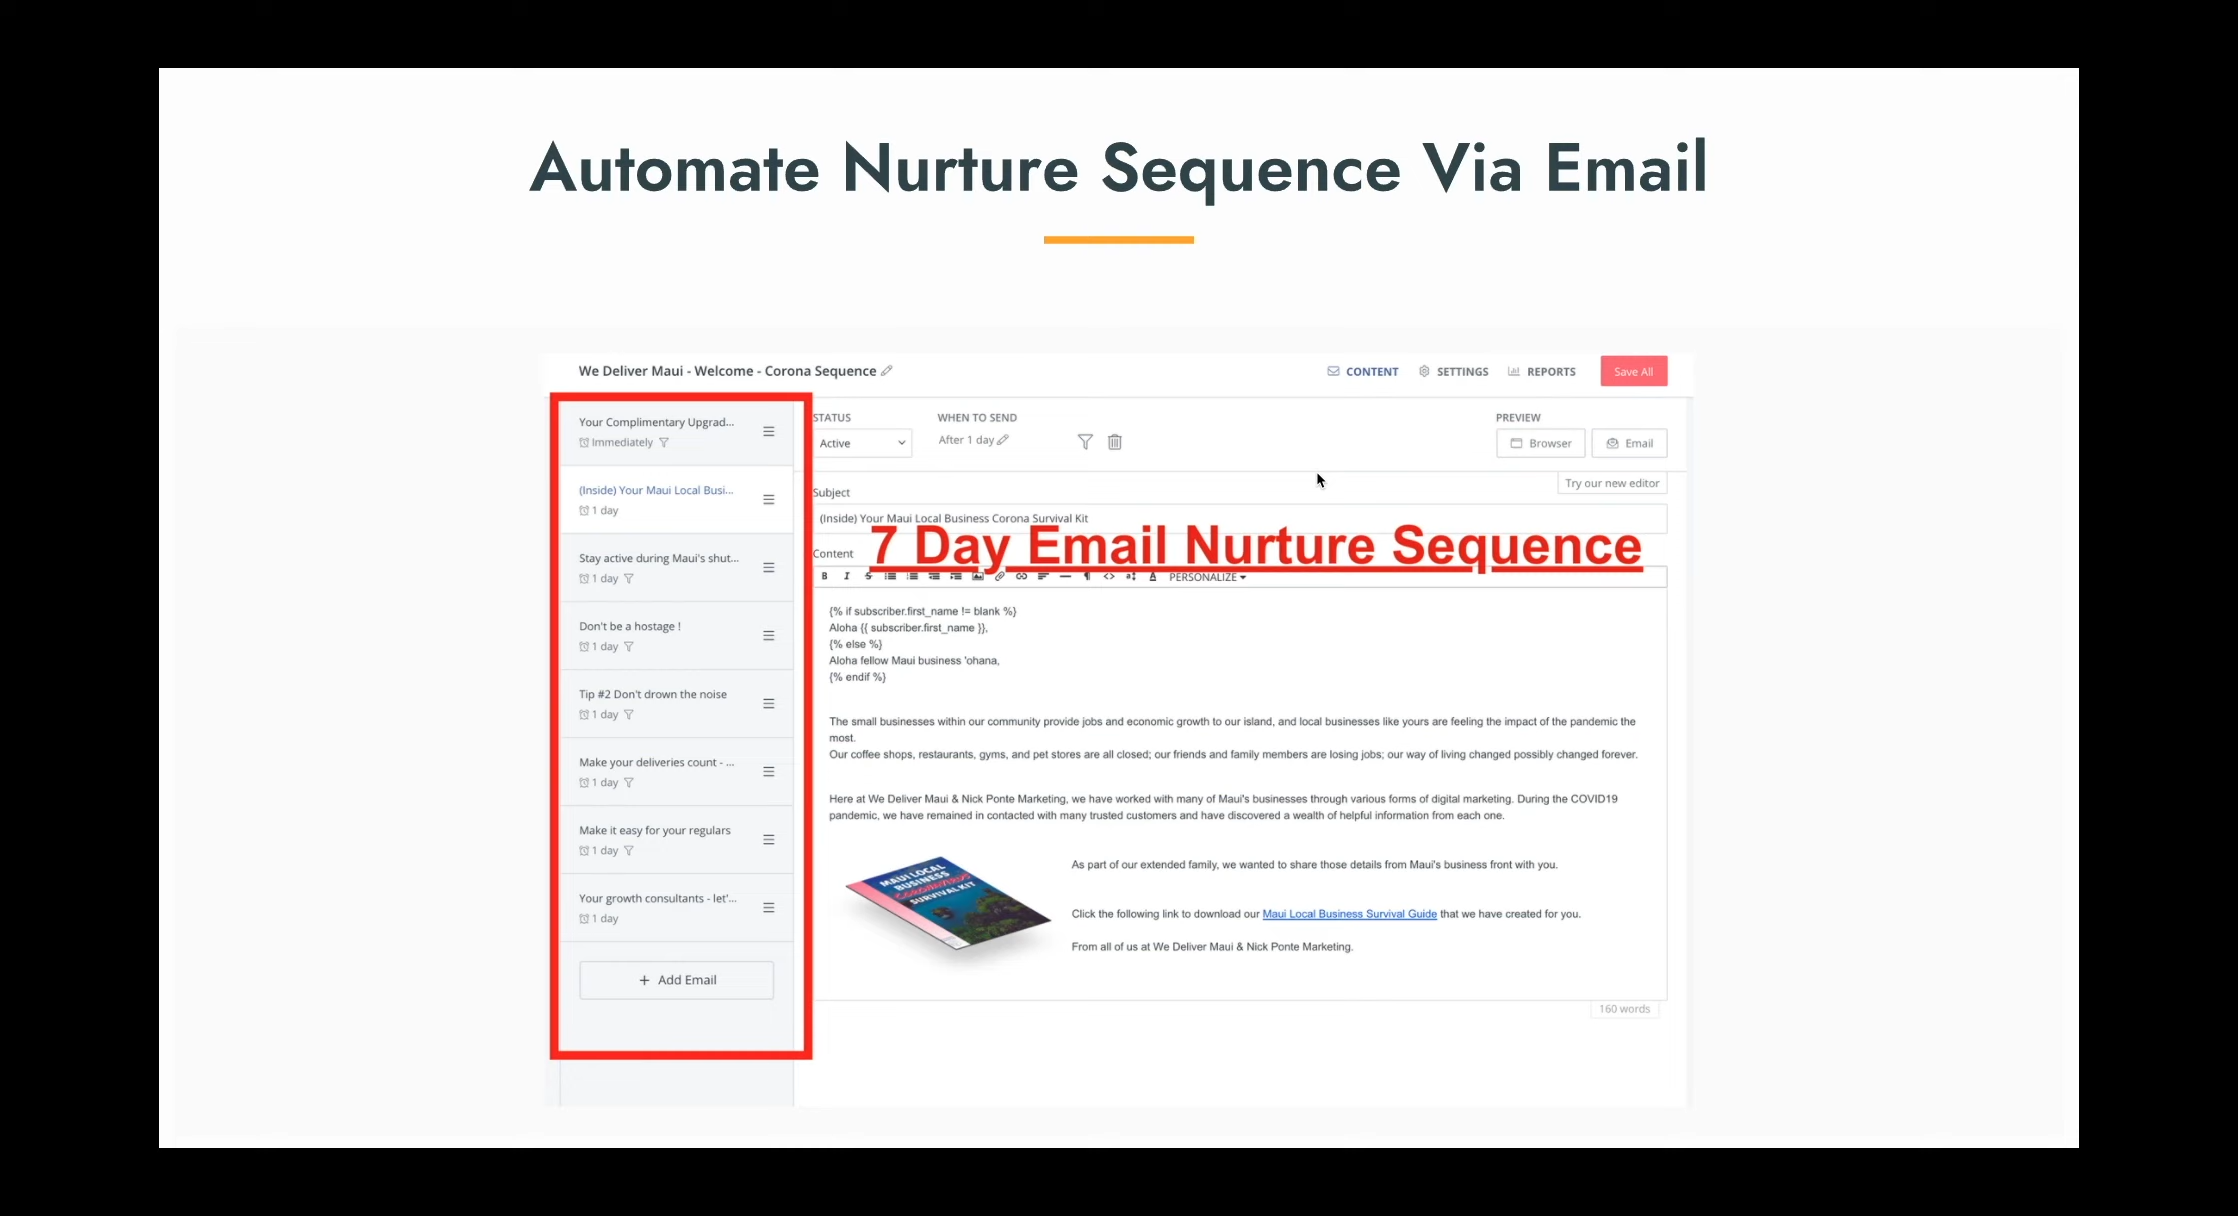 Automate Nurture Sequence Via Email
We Deliver Maui - Welcome - Corona Sequence
CONTENT
SETTINGS
REPORTS
Save All
Your Complimentary Upgrad...
Immediately
(Inside) Your Maui Local Busi...
1 day
Stay active during Maui's shut...
1 day
Don't be a hostage !
1 day
Tip #2 Don't drown the noise
1 day
Make your deliveries count - ...
1 day
Make it easy for your regulars
1 day
Your growth consultants - let'...
1 day
+ Add Email
STATUS
Active
WHEN TO SEND
After 1 day
PREVIEW
Browser
Email
Try our new editor
Subject
(Inside) Your Maui Local Business Corona Survival Kit
7 Day Email Nurture Sequence
Content
PERSONALIZE
{% if subscriber.first_name != blank %}
Aloha {{ subscriber.first_name }},
{% else %}
Aloha fellow Maui business 'ohana,
{% endif %}
The small businesses within our community provide jobs and economic growth to our island, and local businesses like yours are feeling the impact of the pandemic the
most.
Our coffee shops, restaurants, gyms, and pet stores are all closed; our friends and family members are losing jobs; our way of living changed possibly changed forever.
Here at We Deliver Maui & Nick Ponte Marketing, we have worked with many of Maui's businesses through various forms of digital marketing. During the COVID19
pandemic, we have remained in contacted with many trusted customers and have discovered a wealth of helpful information from each one.
MAUI LOCAL
BUSINESS
CORONAVIRUS
SURVIVAL KIT
As part of our extended family, we wanted to share those details from Maui's business front with you.
Click the following link to download our Maui Local Business Survival Guide that we have created for you.
From all of us at We Deliver Maui & Nick Ponte Marketing.
160 words